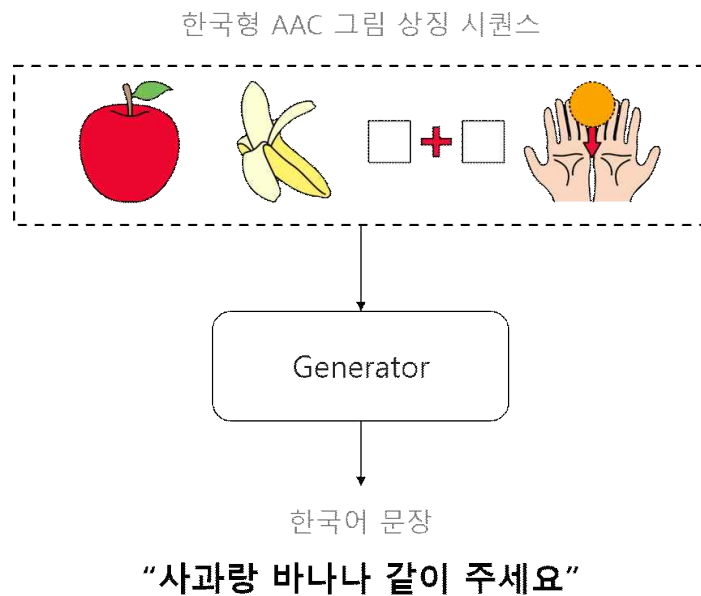 한국형 AAC 그림 상징 시퀀스
Generator
한국어 문장
“사과랑 바나나 같이 주세요”